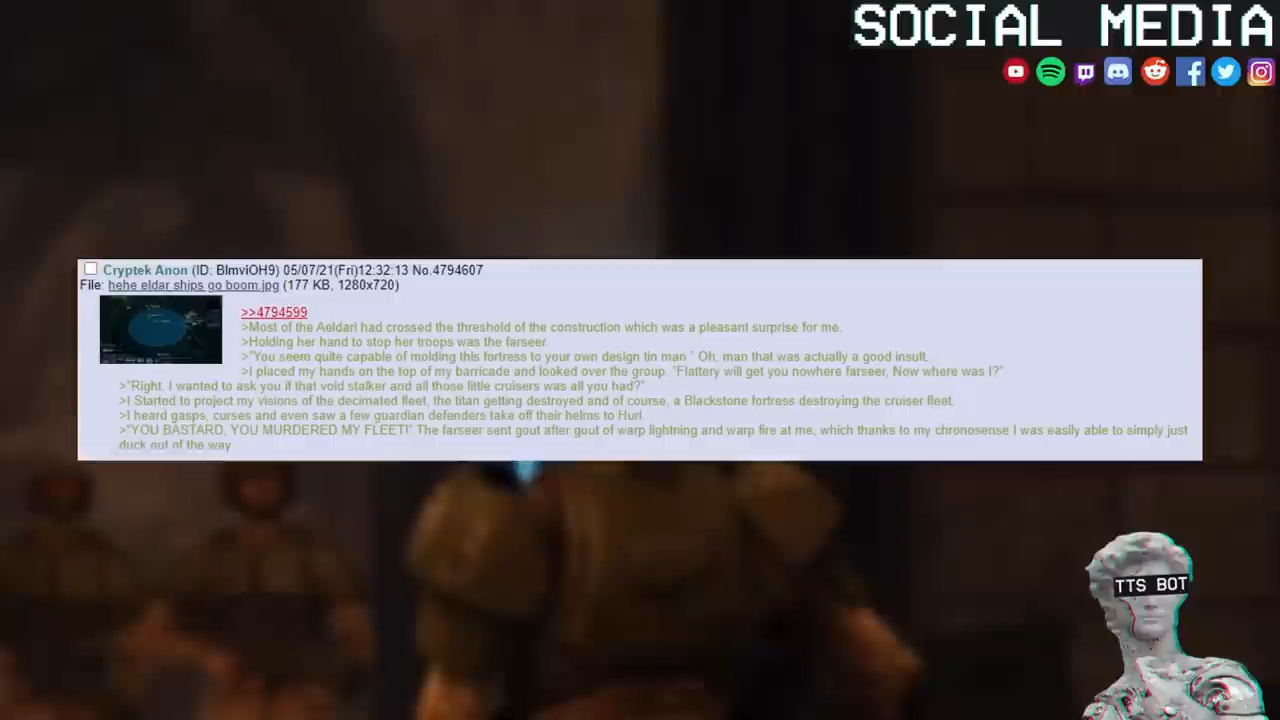 SOCIAL MEDIA
Cryptek Anon (ID: BImviOH9) 05/07/21(Fri)12:32:13 No.4794607
File: hehe eldar ships go boom.jpg (177 KB, 1280x720)
>>4794599
>Most of the Aeldari had crossed the threshold of the construction which was a pleasant surprise for me.
>Holding her hand to stop her troops was the farseer.
>"You seem quite capable of molding this fortress to your own design tin man " Oh, man that was actually a good insult.
>I placed my hands on the top of my barricade and looked over the group. "Flattery will get you nowhere farseer, Now where was I?"
>"Right, I wanted to ask you if that void stalker and all those little cruisers was all you had?"
>I Started to project my visions of the decimated fleet, the titan getting destroyed and of course, a Blackstone fortress destroying the cruiser fleet.
>I heard gasps, curses and even saw a few guardian defenders take off their helms to Hurl.
>"YOU BASTARD, YOU MURDERED MY FLEET!" The farseer sent gout after gout of warp lightning and warp fire at me, which thanks to my chronosense I was easily able to simply just
duck out of the way
TTS BOT